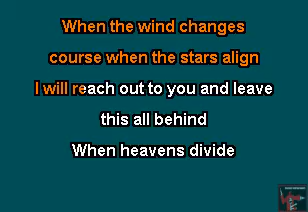 When the wind changes
course when the stars align
I will reach out to you and leave
this all behind
When heavens divide